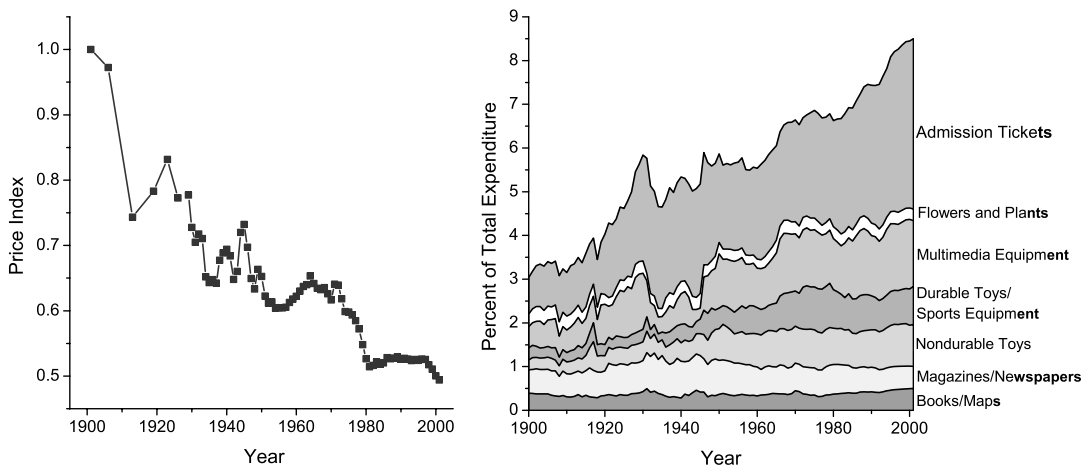 Price Index
1.0
0.9
0.8
0.7
0.6
0.5
1900
1920
1940
1960
1980
2000
Year
Percent of Total Expenditure
9
8
7
6
5
4
3
2
1
0
1900
1920
1940
1960
1980
2000
Year
Admission Tickets
Flowers and Plants
Multimedia Equipment
Durable Toys/
Sports Equipment
Nondurable Toys
Magazines/Newspapers
Books/Maps